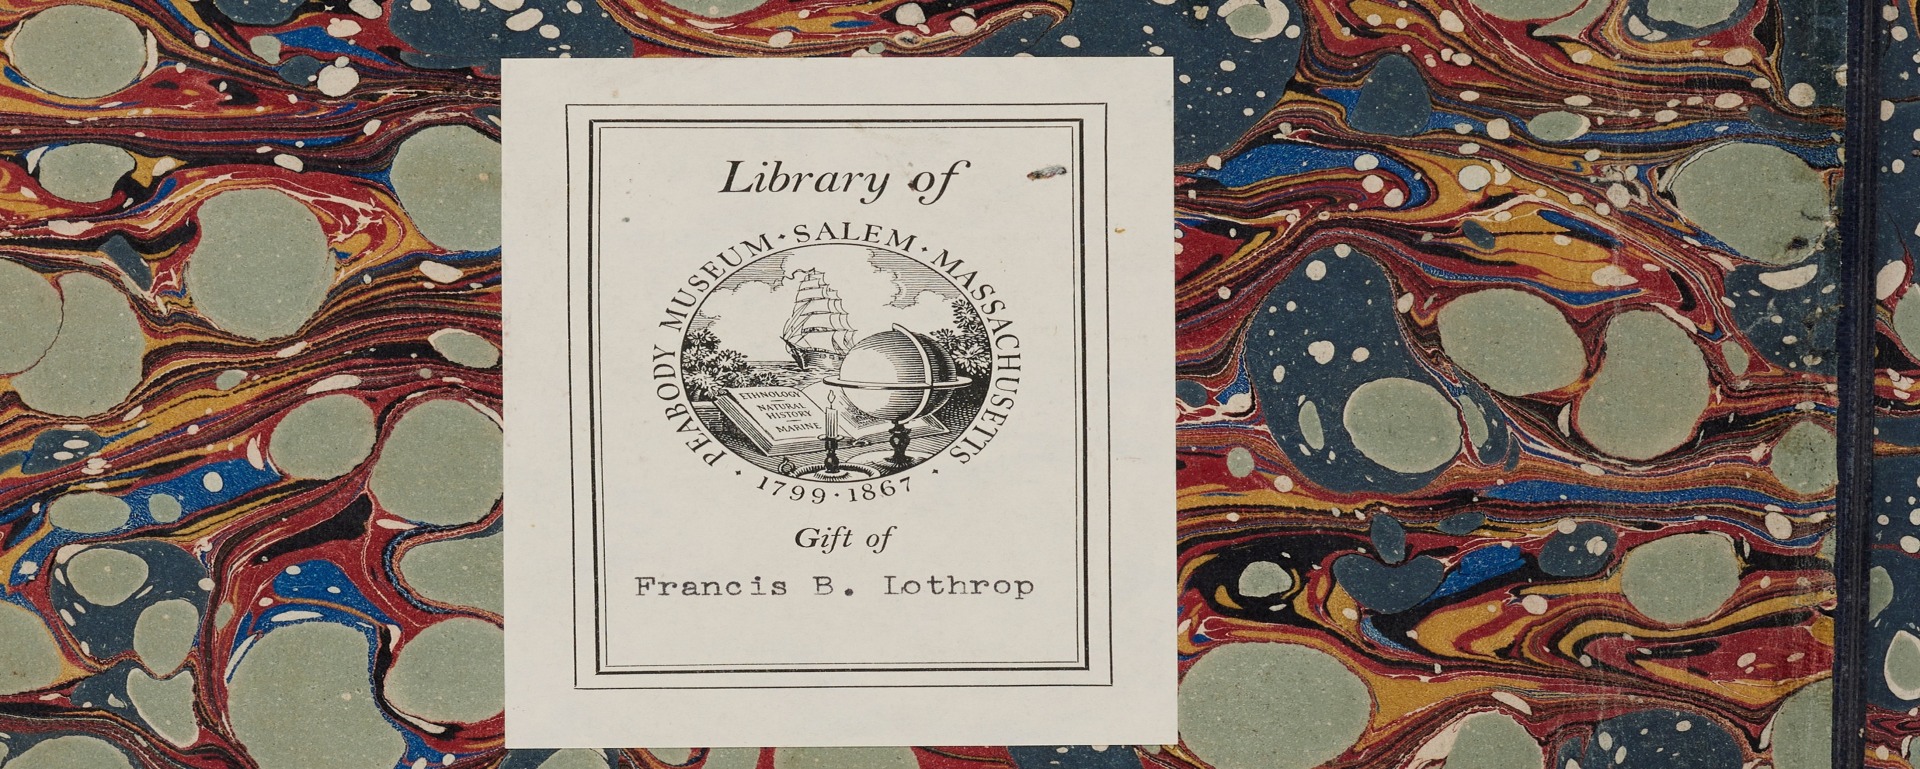 Library of
PEABODY MUSEUM · SALEM · MASSACHUSETTS
ETHNOLOGY
NATURAL
HISTORY
MARINE
· 1799 · 1867 ·
Gift of
Francis B. Lothrop